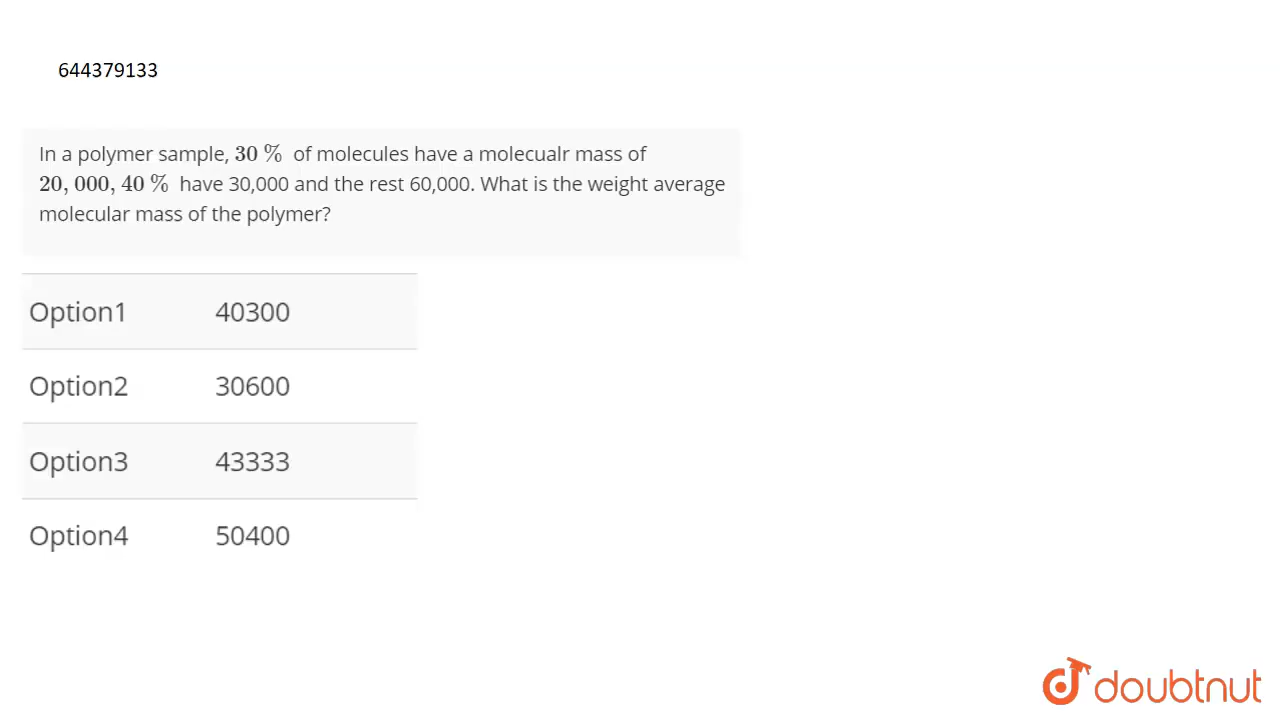 644379133
In a polymer sample, 30 % of molecules have a molecualr mass of
20, 000, 40 % have 30,000 and the rest 60,000. What is the weight average
molecular mass of the polymer?
Option1 40300
Option2 30600
Option3 43333
Option4 50400
doubtnut